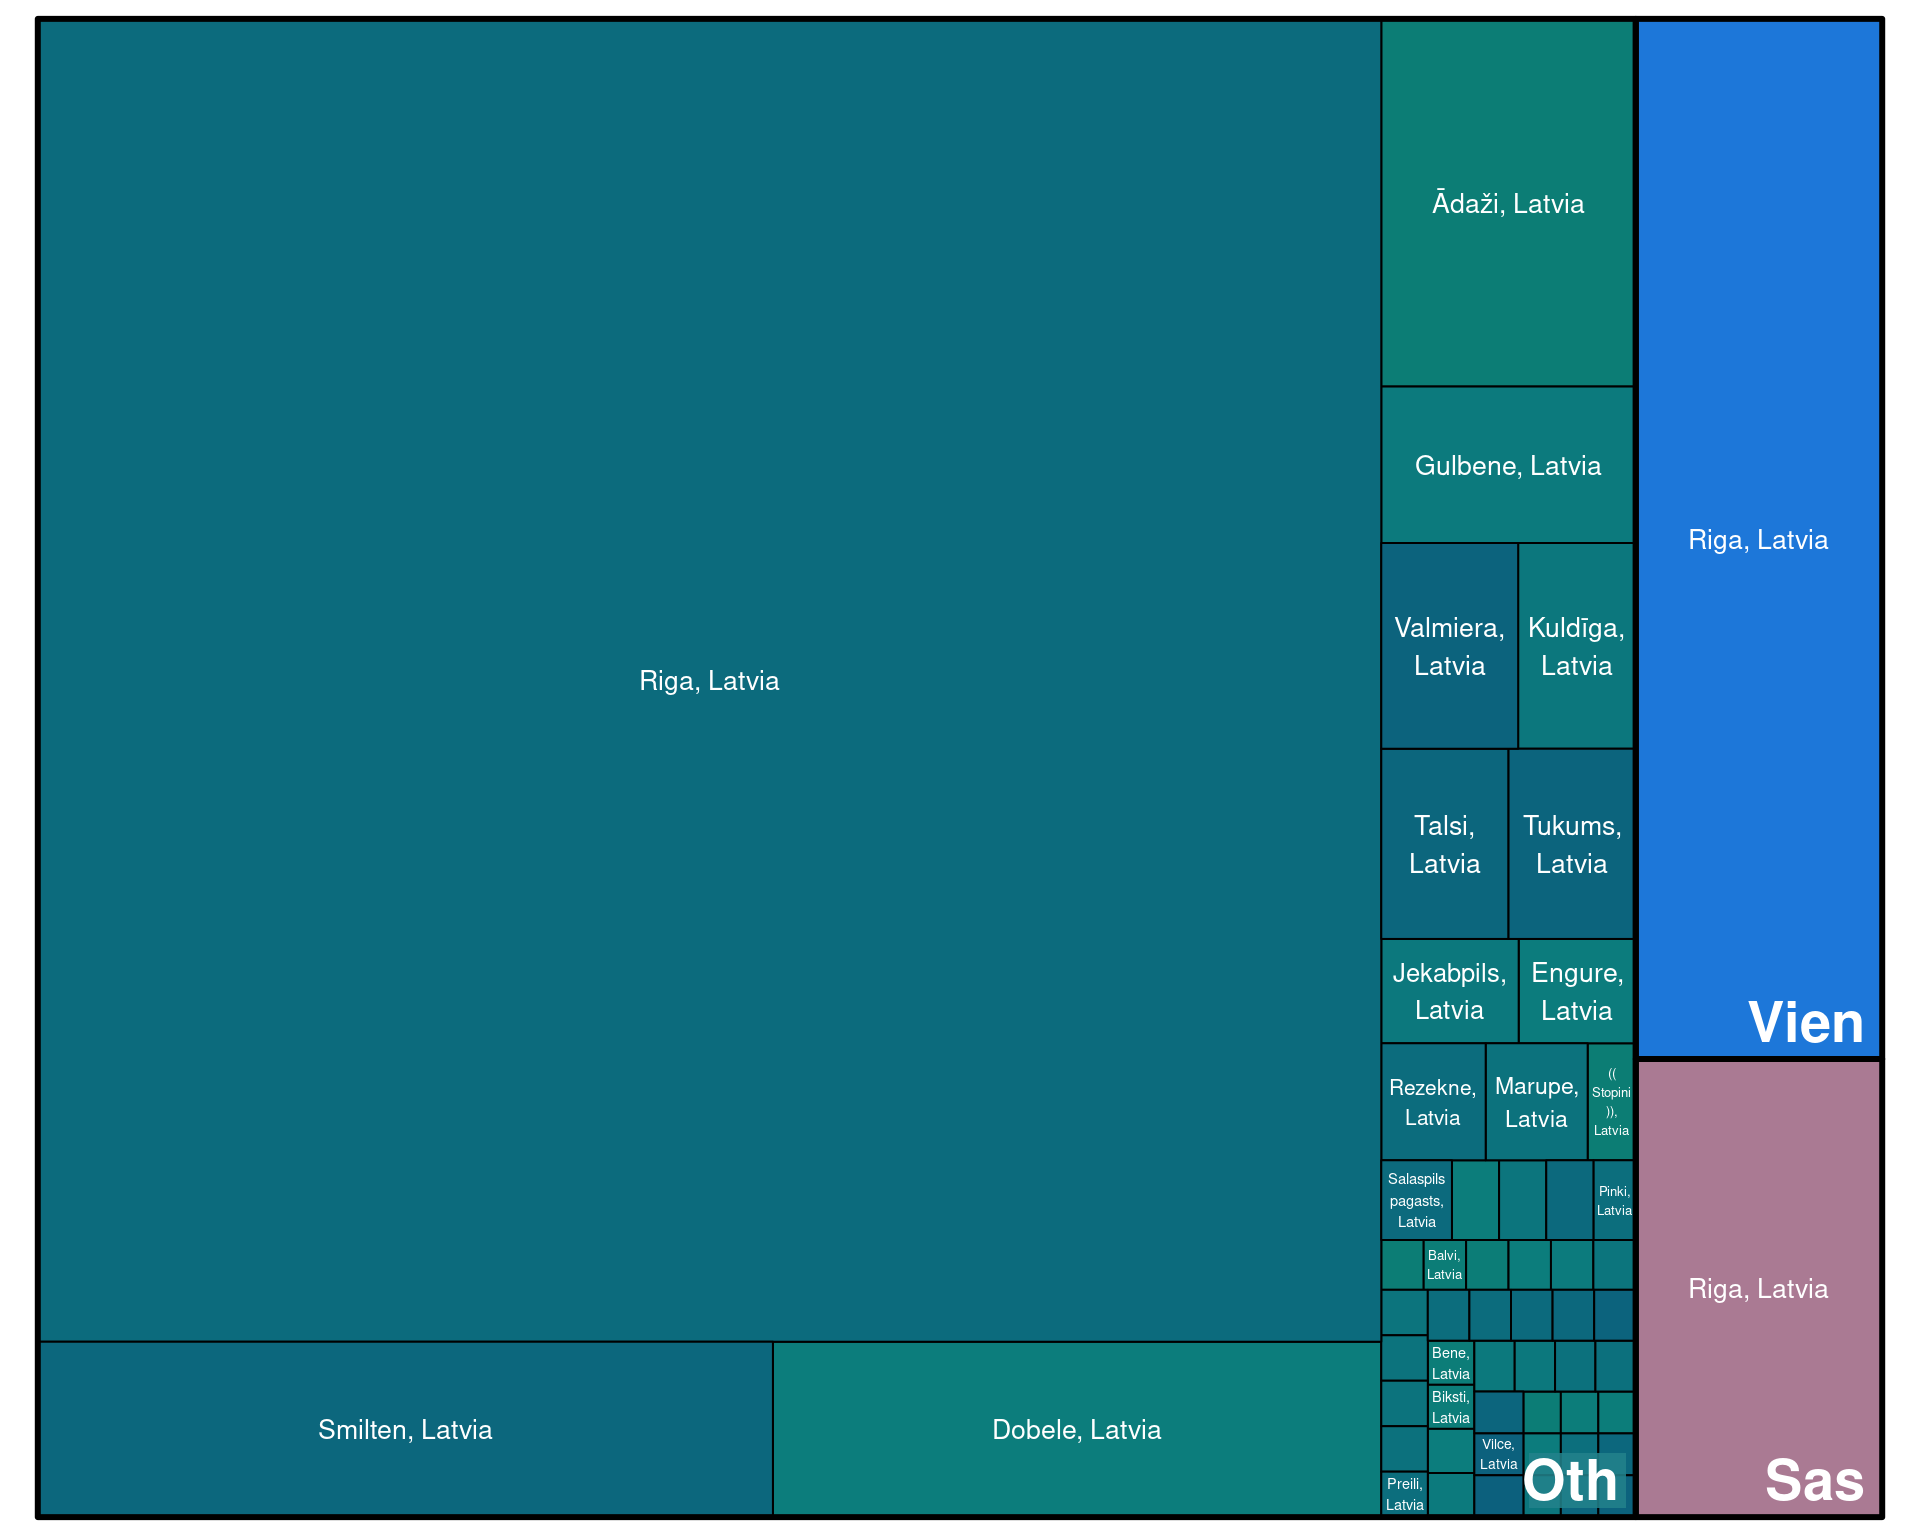 Riga, Latvia
Smilten, Latvia
Dobele, Latvia
Ādaži, Latvia
Gulbene, Latvia
Valmiera,
Latvia
Kuldīga,
Latvia
Talsi,
Latvia
Tukums,
Latvia
Jekabpils,
Latvia
Engure,
Latvia
Rezekne,
Latvia
Marupe,
Latvia
((
Stopini
)),
Latvia
Salaspils
pagasts,
Latvia
Pinki,
Latvia
Balvi,
Latvia
Bene,
Latvia
Biksti,
Latvia
Vilce,
Latvia
Preili,
Latvia
Oth
Riga, Latvia
Vien
Riga, Latvia
Sas